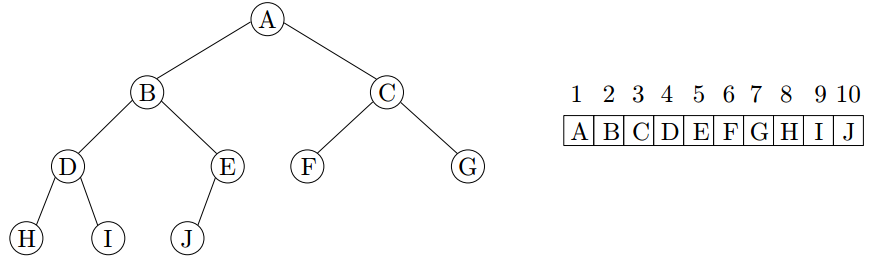 A
B C
1 2 3 4 5 6 7 8 9 10
A B C D E F G H I J
D E F G
H I J